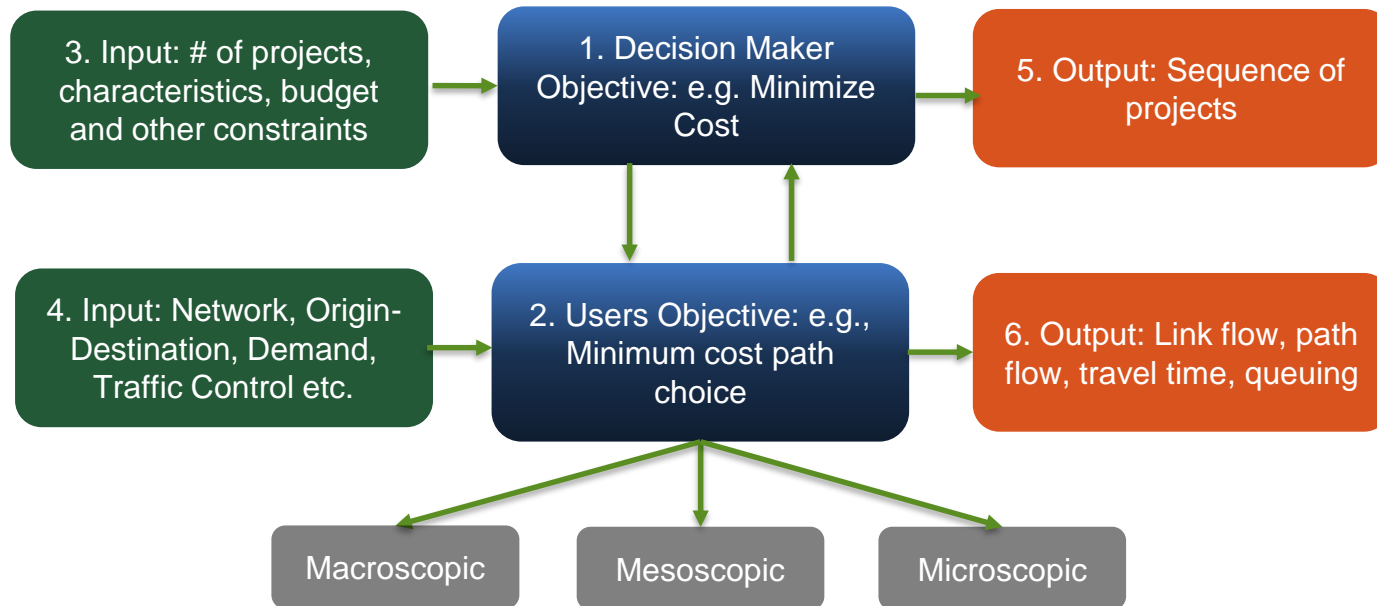 3. Input: # of projects,
characteristics, budget
and other constraints
1. Decision Maker
Objective: e.g. Minimize
Cost
5. Output: Sequence of
projects
4. Input: Network, Origin-
Destination, Demand,
Traffic Control etc.
2. Users Objective: e.g.,
Minimum cost path
choice
6. Output: Link flow, path
flow, travel time, queuing
Macroscopic
Mesoscopic
Microscopic